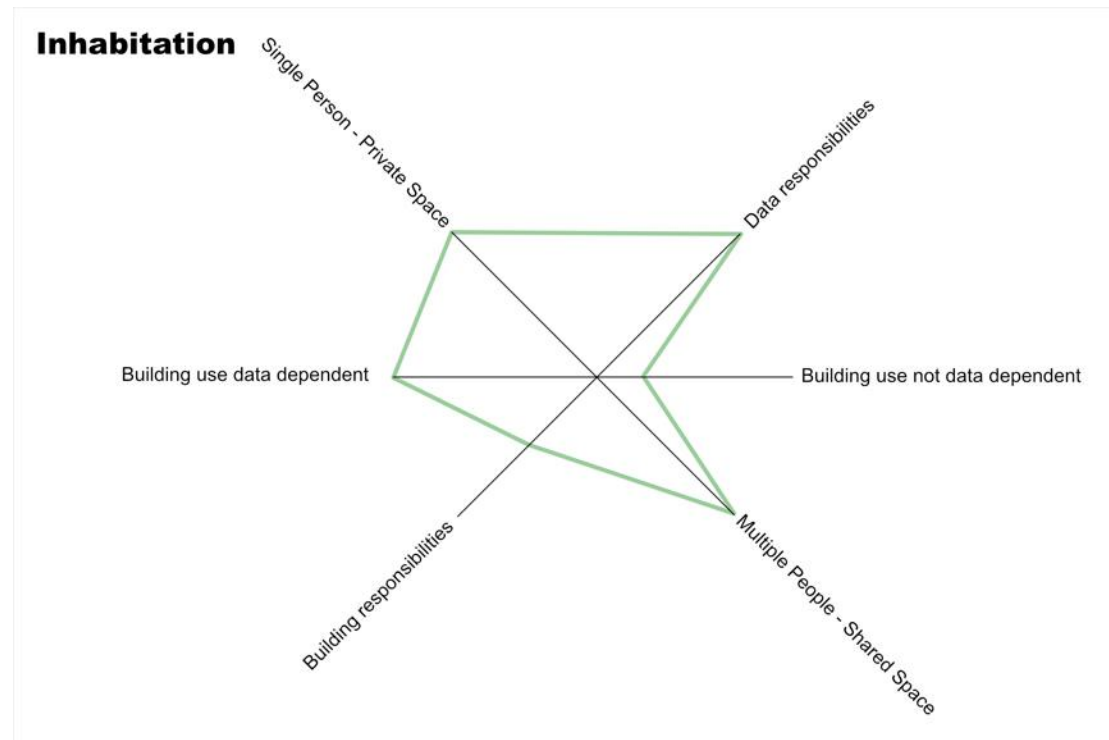 Inhabitation
Single Person - Private Space
Data responsibilities
Building use data dependent
Building use not data dependent
Building responsibilities
Multiple People - Shared Space